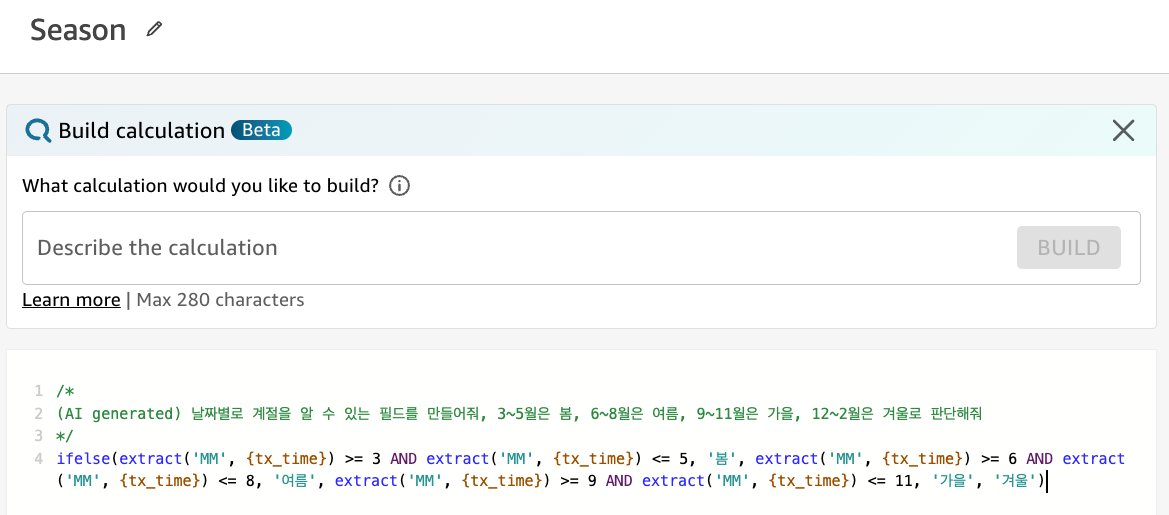 Season
Build calculation Beta
What calculation would you like to build?
Describe the calculation
BUILD
Learn more | Max 280 characters
1 /*
2 (AI generated) 날짜별로 계절을 알 수 있는 필드를 만들어줘, 3~5월은 봄, 6~8월은 여름, 9~11월은 가을, 12~2월은 겨울로 판단해줘
3 */
4 ifelse(extract('MM', {tx_time}) >= 3 AND extract('MM', {tx_time}) <= 5, '봄', extract('MM', {tx_time}) >= 6 AND extract
('MM', {tx_time}) <= 8, '여름', extract('MM', {tx_time}) >= 9 AND extract('MM', {tx_time}) <= 11, '가을', '겨울')